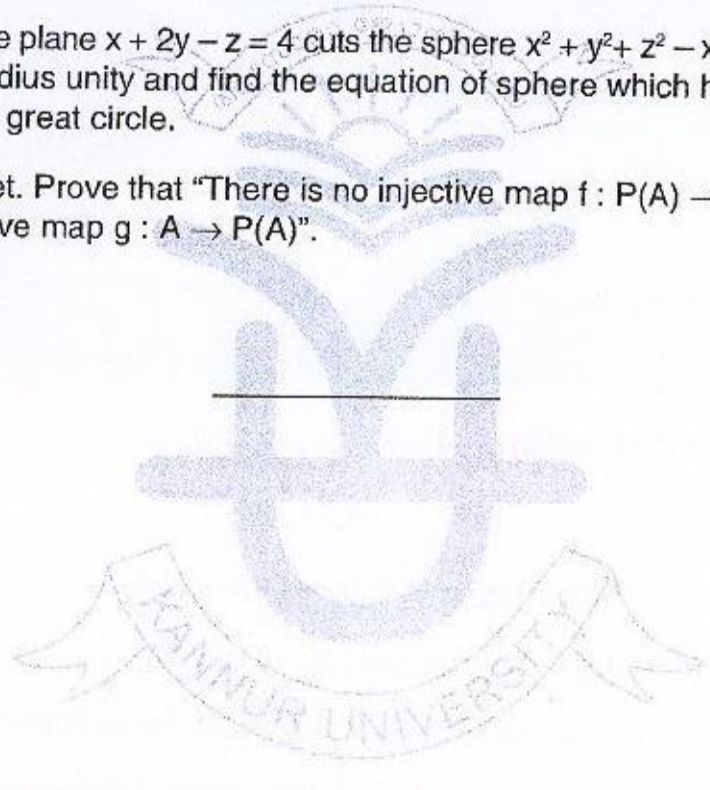 e plane x + 2y – z = 4 cuts the sphere x² + y² + z² – x
dius unity and find the equation of sphere which h
great circle.
et. Prove that “There is no injective map f : P(A) –
ve map g : A → P(A)”.
KANNUR UNIVERSITY